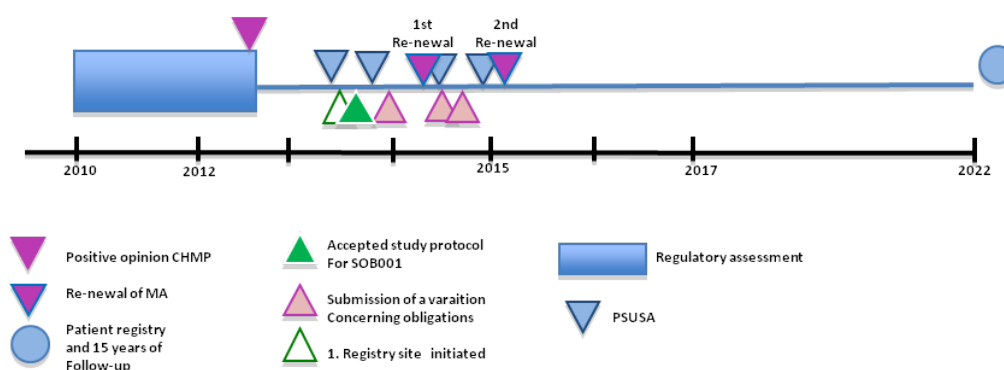 1st
Re-newal
2nd
Re-newal
2010
2012
2015
2017
2022
Positive opinion CHMP
Re-newal of MA
Patient registry
and 15 years of
Follow-up
Accepted study protocol
For SOB001
Submission of a varaition
Concerning obligations
1. Registry site initiated
Regulatory assessment
PSUSA